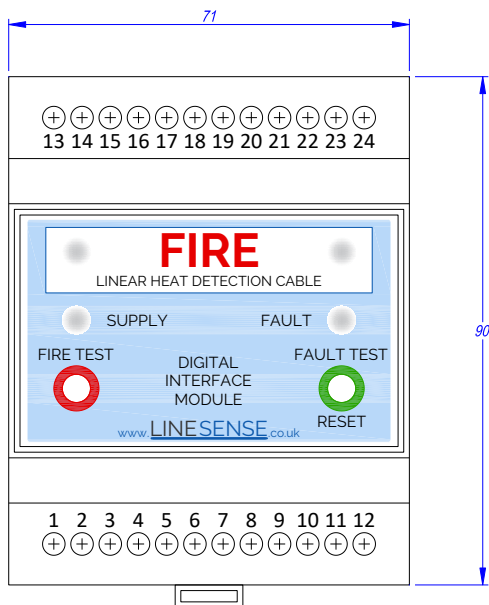 71
13 14 15 16 17 18 19 20 21 22 23 24
FIRE
LINEAR HEAT DETECTION CABLE
SUPPLY
FAULT
FIRE TEST
FAULT TEST
DIGITAL
INTERFACE
MODULE
RESET
www.LINESENSE.co.uk
90
1 2 3 4 5 6 7 8 9 10 11 12